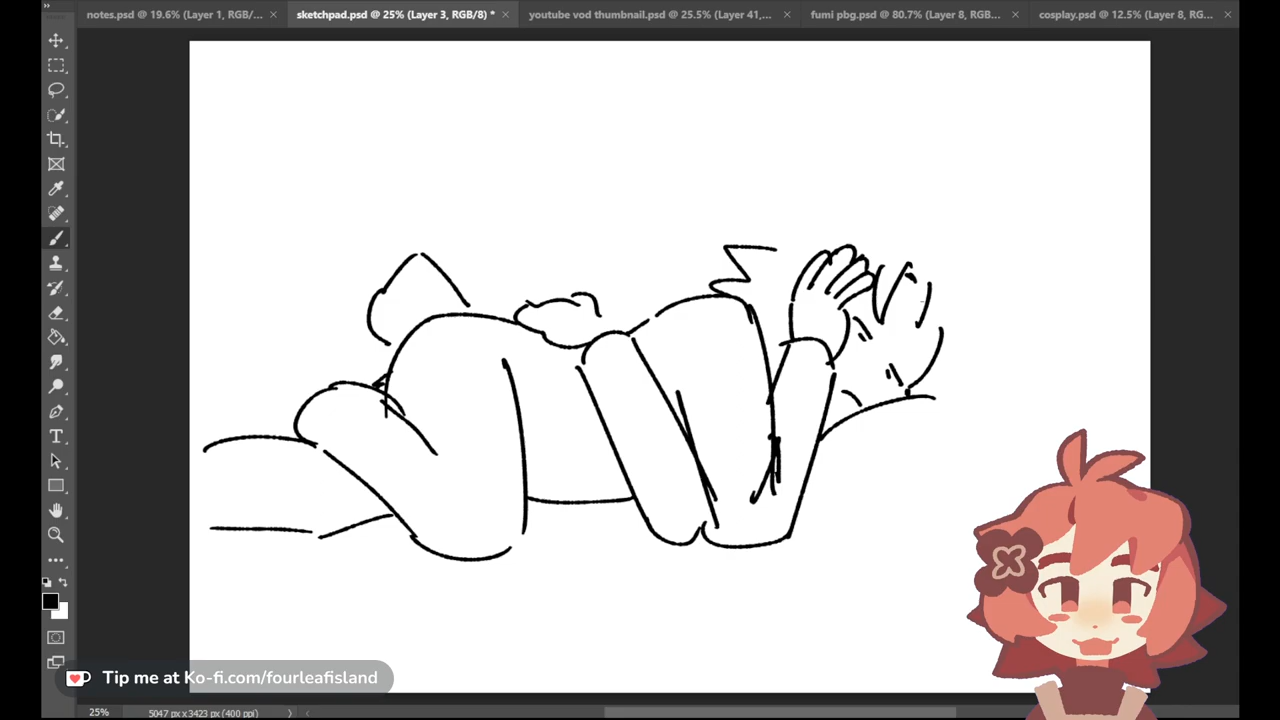 notes.psd @ 19.6% (Layer 1, RGB/...
sketchpad.psd @ 25% (Layer 3, RGB/8) *
youtube vod thumbnail.psd @ 25.5% (Layer 41,...
fumi pbg.psd @ 80.7% (Layer 8, RGB...
cosplay.psd @ 12.5% (Layer 8, RG...
T
Tip me at Ko-fi.com/fourleafisland
25%
5047 px x 3423 px (400 ppi)